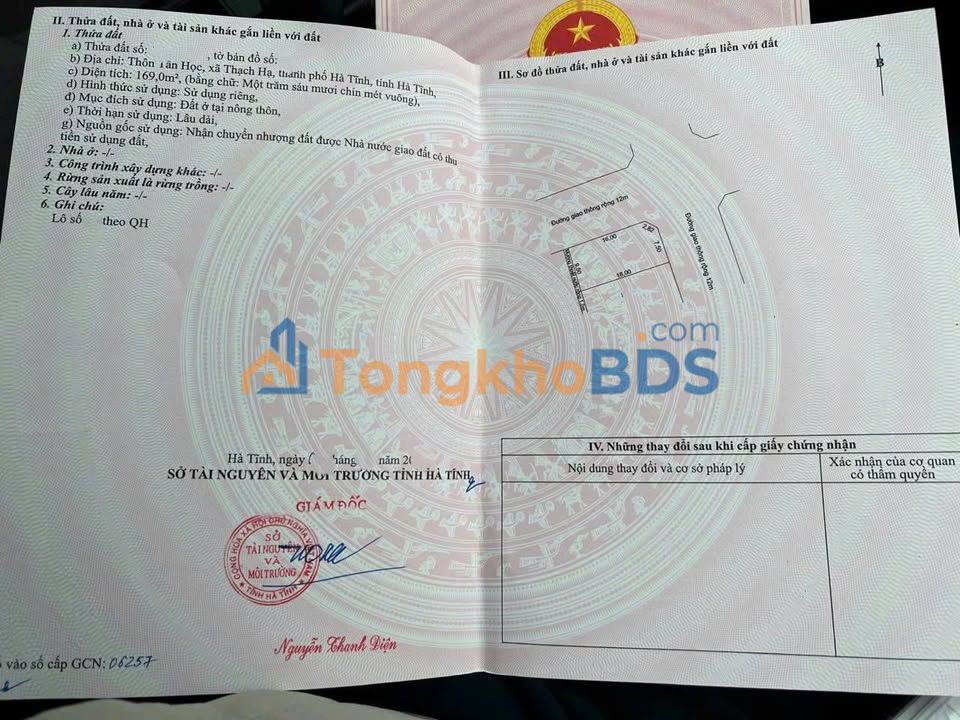 II. Thửa đất, nhà ở và tài sản khác gắn liền với đất
1. Thửa đất
a) Thửa đất số: , tờ bản đồ số:
b) Địa chỉ: Thôn Tân Học, xã Thạch Hạ, thành phố Hà Tĩnh, tỉnh Hà Tĩnh,
c) Diện tích: 169,0m², (bằng chữ: Một trăm sáu mươi chín mét vuông),
d) Hình thức sử dụng: Sử dụng riêng,
đ) Mục đích sử dụng: Đất ở tại nông thôn,
e) Thời hạn sử dụng: Lâu dài,
g) Nguồn gốc sử dụng: Nhận chuyển nhượng đất được Nhà nước giao đất có thu
tiền sử dụng đất,
2. Nhà ở: -/-
3. Công trình xây dựng khác: -/-
4. Rừng sản xuất là rừng trồng: -/-
5. Cây lâu năm: -/-
6. Ghi chú:
Lô số theo QH
Hà Tĩnh, ngày tháng năm 20
SỞ TÀI NGUYÊN VÀ MÔI TRƯỜNG TỈNH HÀ TĨNH
GIÁM ĐỐC
CỘNG HÒA XÃ HỘI CHỦ NGHĨA VIỆT NAM
SỞ
TÀI NGUYÊN
VÀ
MÔI TRƯỜNG
TỈNH HÀ TĨNH
Nguyễn Thanh Điện
vào sổ cấp GCN: 06257
III. Sơ đồ thửa đất, nhà ở và tài sản khác gắn liền với đất
B
Đường giao thông rộng 12m
Đường giao thông rộng 12m
16.00
2.82
7.50
9.50
18.00
TongkhoBDS
.com
IV. Những thay đổi sau khi cấp giấy chứng nhận
Nội dung thay đổi và cơ sở pháp lý
Xác nhận của cơ quan
có thẩm quyền